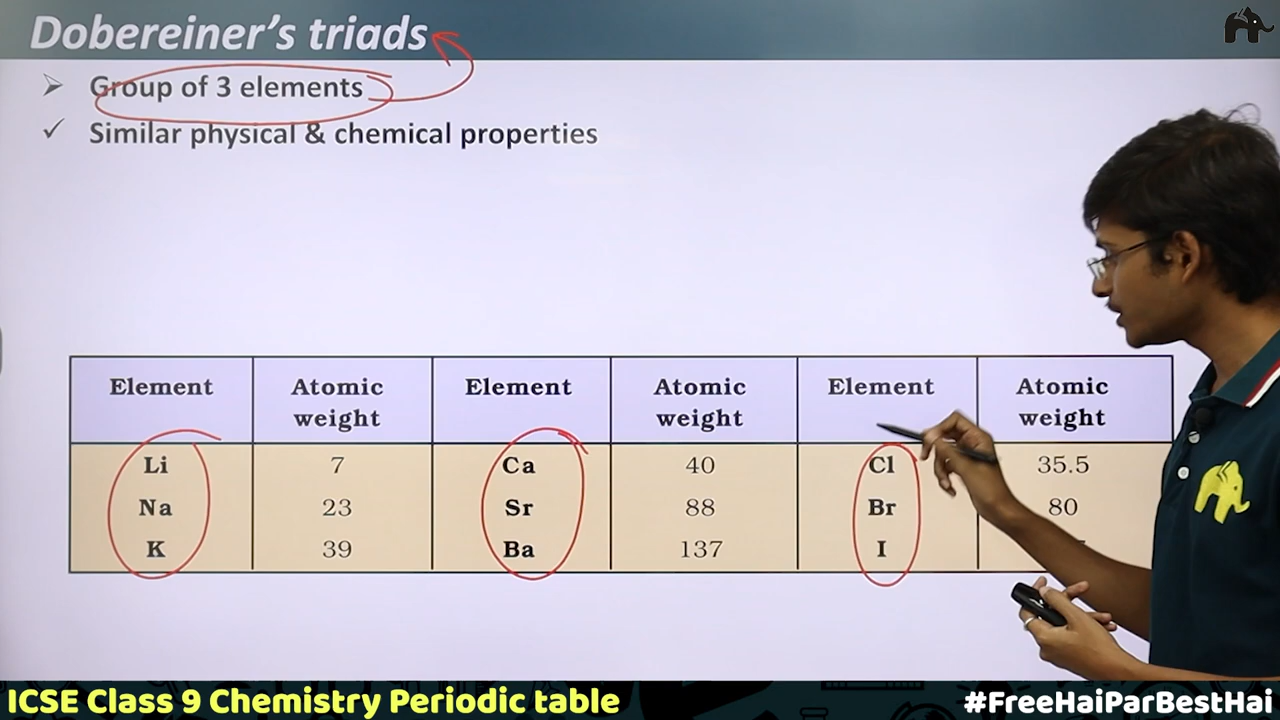 Dobereiner's triads
Group of 3 elements
Similar physical & chemical properties
Element Atomic weight Element Atomic weight Element Atomic weight
Li 7 Ca 40 Cl 35.5
Na 23 Sr 88 Br 80
K 39 Ba 137 I
ICSE Class 9 Chemistry Periodic table #FreeHaiParBestHai